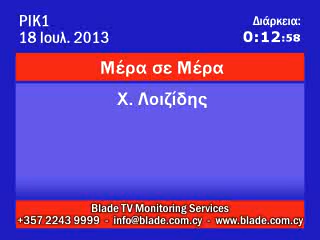 ΡΙΚ1
Διάρκεια:
18 Ιουλ. 2013
0:12:58
Μέρα σε Μέρα
Χ. Λοιζίδης
Blade TV Monitoring Services
+357 2243 9999 - info@blade.com.cy - www.blade.com.cy